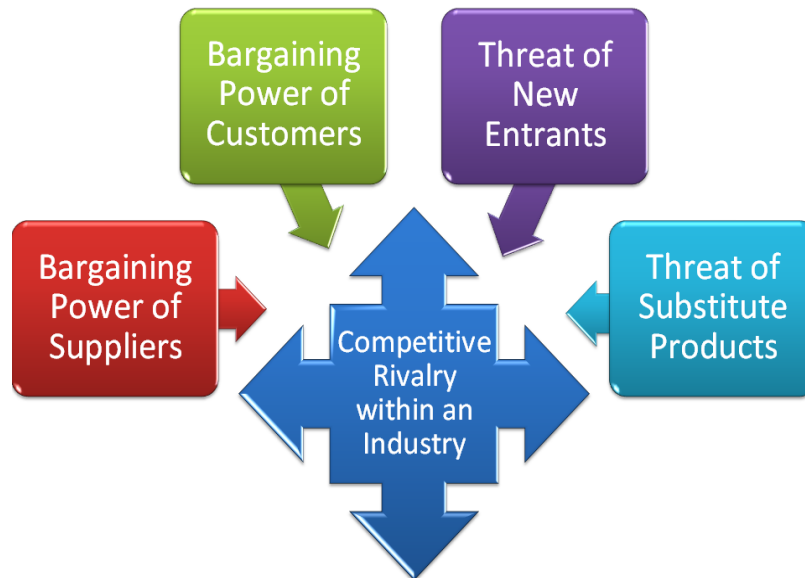 Bargaining
Power of
Customers
Threat of
New
Entrants
Bargaining
Power of
Suppliers
Threat of
Substitute
Products
Competitive
Rivalry
within an
Industry